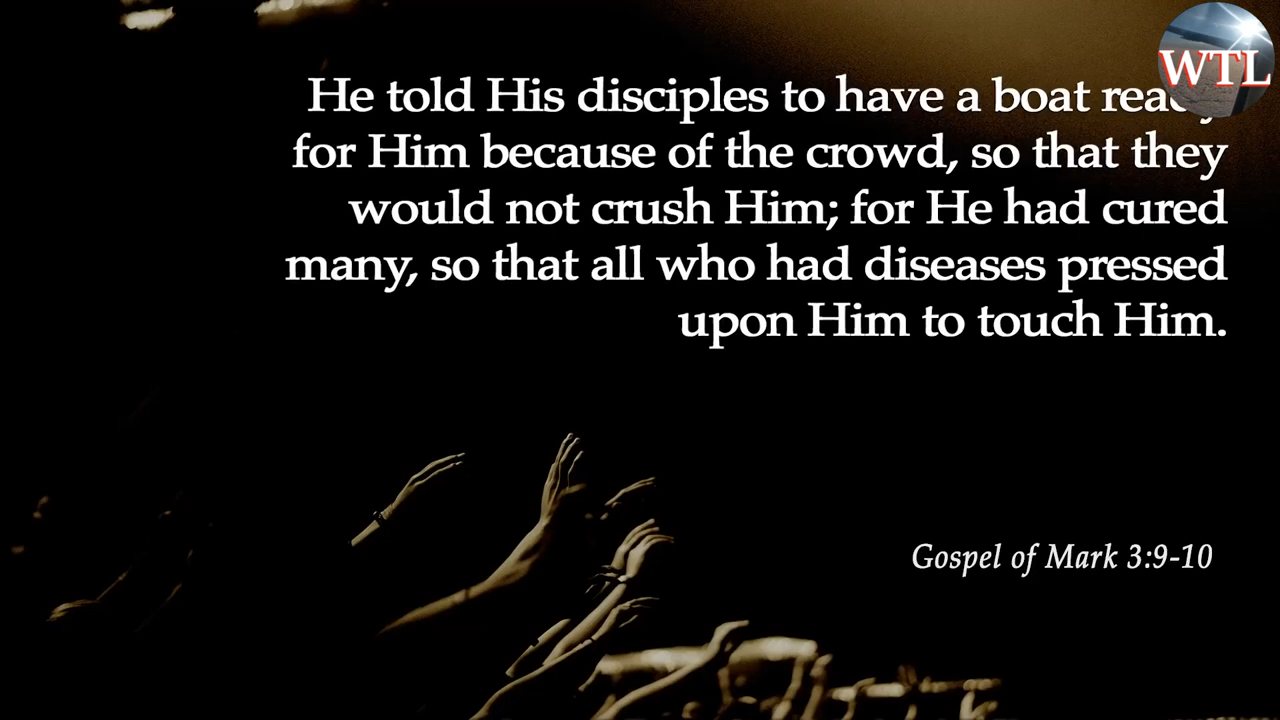 WTL
He told His disciples to have a boat
for Him because of the crowd, so that they
would not crush Him; for He had cured
many, so that all who had diseases pressed
upon Him to touch Him.
Gospel of Mark 3:9-10